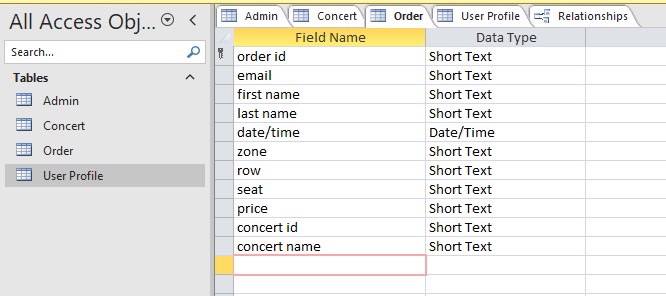 All Access Obj...
Search...
Tables
Admin
Concert
Order
User Profile
Admin Concert Order User Profile Relationships
Field Name Data Type
order id Short Text
email Short Text
first name Short Text
last name Short Text
date/time Date/Time
zone Short Text
row Short Text
seat Short Text
price Short Text
concert id Short Text
concert name Short Text